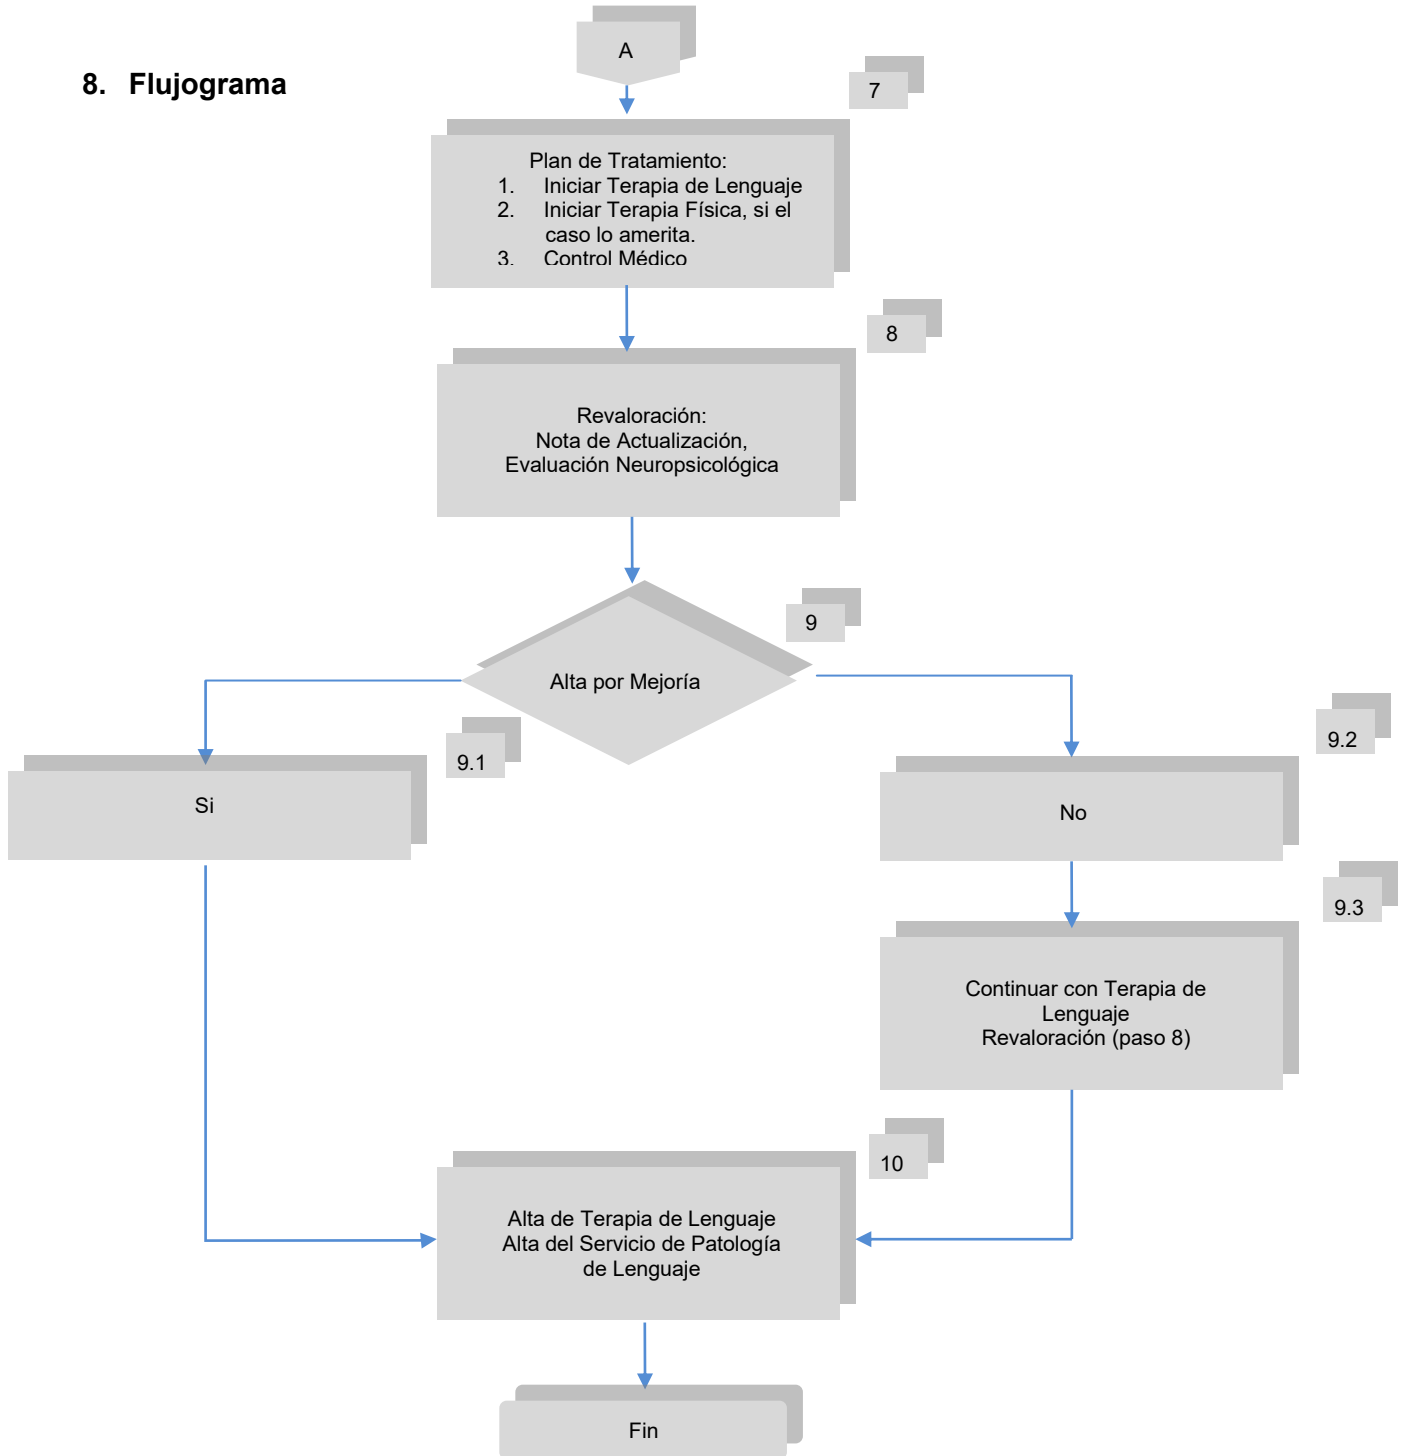 A
8. Flujograma
7
Plan de Tratamiento:
1. Iniciar Terapia de Lenguaje
2. Iniciar Terapia Física, si el
caso lo amerita.
3. Control Médico
8
Revaloración:
Nota de Actualización,
Evaluación Neuropsicológica
9
Alta por Mejoría
9.1
Si
9.2
No
9.3
Continuar con Terapia de
Lenguaje
Revaloración (paso 8)
10
Alta de Terapia de Lenguaje
Alta del Servicio de Patología
de Lenguaje
Fin